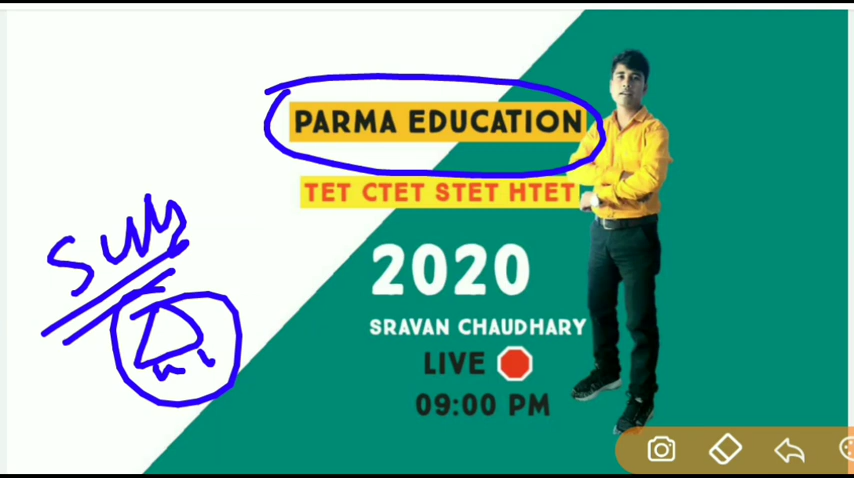 PARMA EDUCATION
TET CTET STET HTET
2020
SRAVAN CHAUDHARY
LIVE
09:00 PM